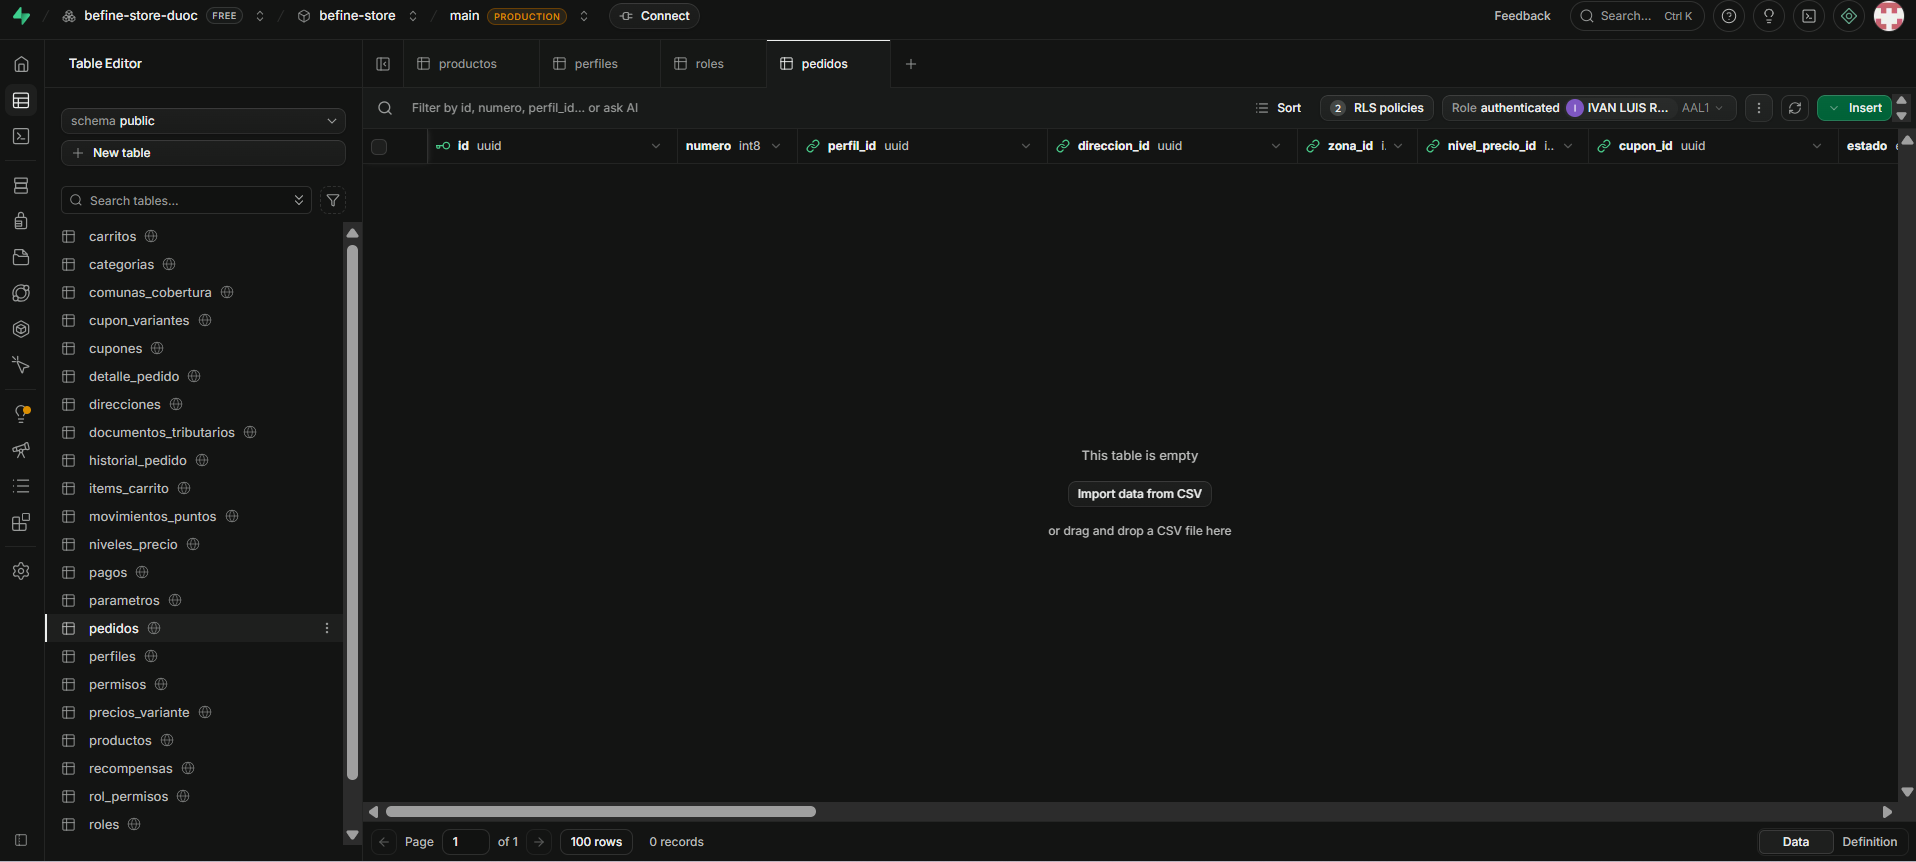 befine-store-duoc FREE / befine-store / main PRODUCTION Connect Feedback Search... Ctrl K
Table Editor
productos
perfiles
roles
pedidos
schema public
New table
Search tables...
carritos
categorias
comunas_cobertura
cupon_variantes
cupones
detalle_pedido
direcciones
documentos_tributarios
historial_pedido
items_carrito
movimientos_puntos
niveles_precio
pagos
parametros
pedidos
perfiles
permisos
precios_variante
productos
recompensas
rol_permisos
roles
Filter by id, numero, perfil_id... or ask AI
Sort
2 RLS policies
Role authenticated I IVAN LUIS R... AAL1
Insert
id uuid
numero int8
perfil_id uuid
direccion_id uuid
zona_id i.
nivel_precio_id i..
cupon_id uuid
estado
This table is empty
Import data from CSV
or drag and drop a CSV file here
Page 1 of 1
100 rows
0 records
Data
Definition